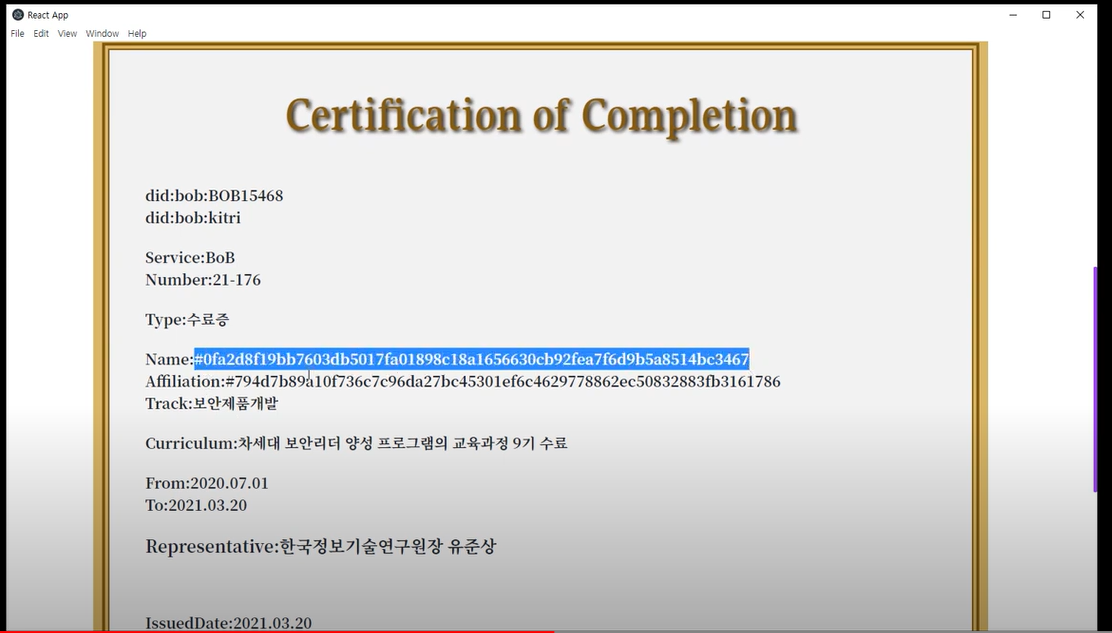 React App
File Edit View Window Help
Certification of Completion
did:bob:BOB15468
did:bob:kitri
Service:BoB
Number:21-176
Type:수료증
Name:#0fa2d8f19bb7603db5017fa01898c18a1656630cb92fea7f6d9b5a8514bc3467
Affiliation:#794d7b89a10f736c7c96da27bc45301ef6c4629778862ec50832883fb3161786
Track:보안제품개발
Curriculum:차세대 보안리더 양성 프로그램의 교육과정 9기 수료
From:2020.07.01
To:2021.03.20
Representative:한국정보기술연구원장 유준상
IssuedDate:2021.03.20